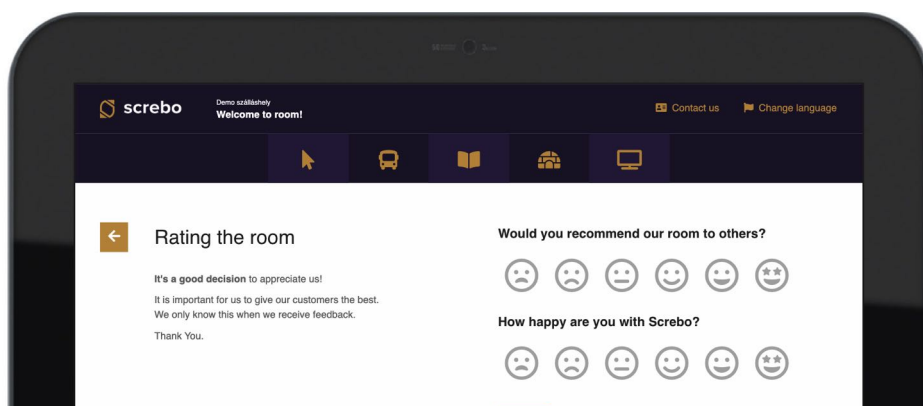 screbo
Demo szálláshely
Welcome to room!
Contact us
Change language
Rating the room
It's a good decision to appreciate us!
It is important for us to give our customers the best.
We only know this when we receive feedback.
Thank You.
Would you recommend our room to others?
How happy are you with Screbo?